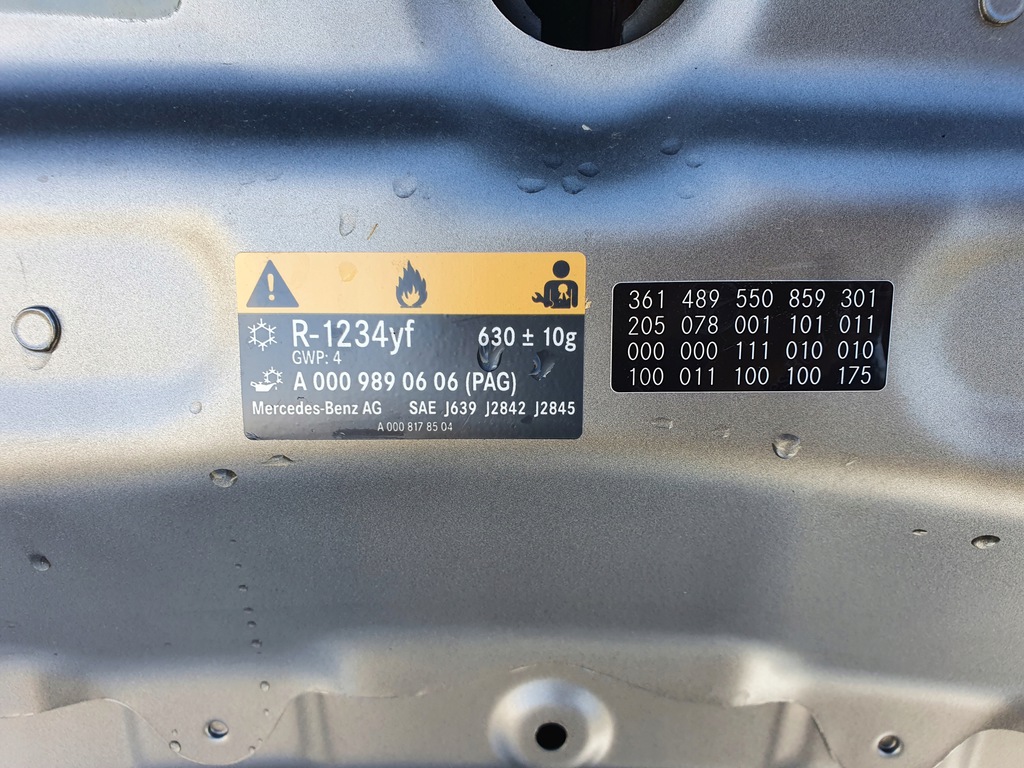 R-1234yf 630 ± 10g
GWP: 4
A 000 989 06 06 (PAG)
Mercedes-Benz AG SAE J639 J2842 J2845
A 000 817 85 04
361 489 550 859 301
205 078 001 101 011
000 000 111 010 010
100 011 100 100 175